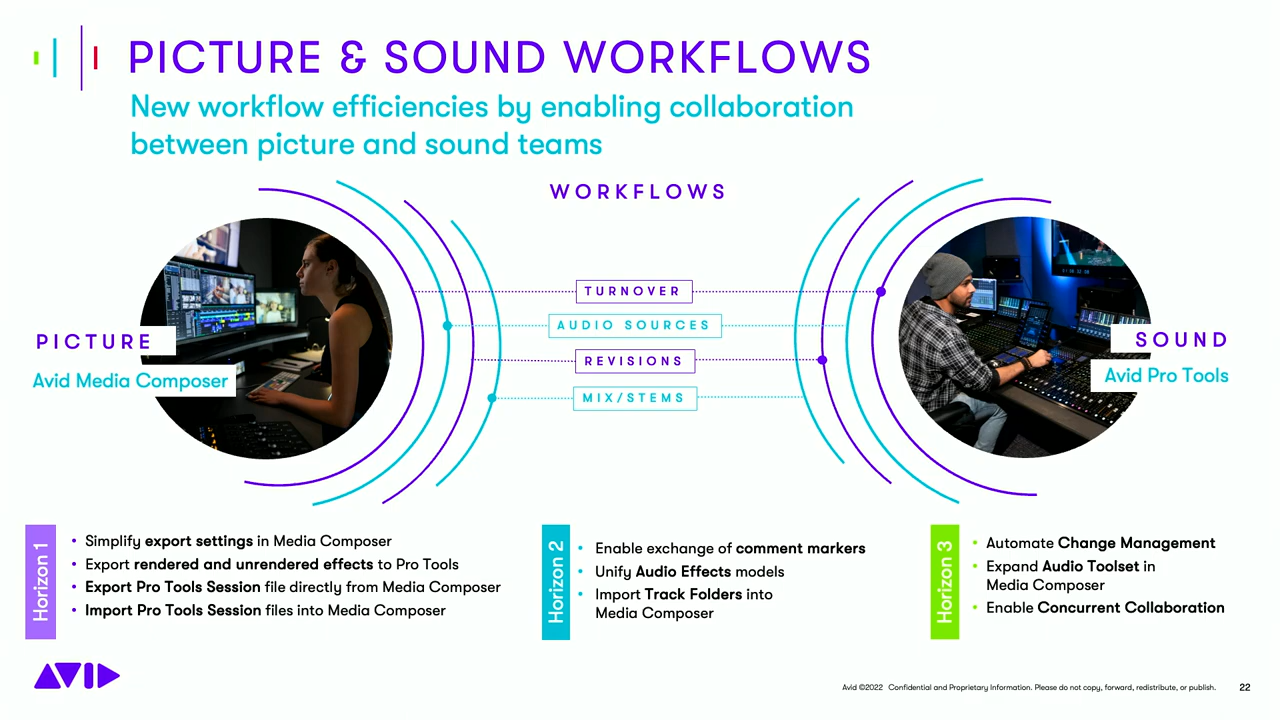 PICTURE & SOUND WORKFLOWS
New workflow efficiencies by enabling collaboration
between picture and sound teams
WORKFLOWS
TURNOVER
AUDIO SOURCES
REVISIONS
MIX/STEMS
PICTURE
Avid Media Composer
SOUND
Avid Pro Tools
Horizon 1
• Simplify export settings in Media Composer
• Export rendered and unrendered effects to Pro Tools
• Export Pro Tools Session file directly from Media Composer
• Import Pro Tools Session files into Media Composer
Horizon 2
• Enable exchange of comment markers
• Unify Audio Effects models
• Import Track Folders into
Media Composer
Horizon 3
• Automate Change Management
• Expand Audio Toolset in
Media Composer
• Enable Concurrent Collaboration
AVID
Avid ©2022 Confidential and Proprietary Information. Please do not copy, forward, redistribute, or publish.
22